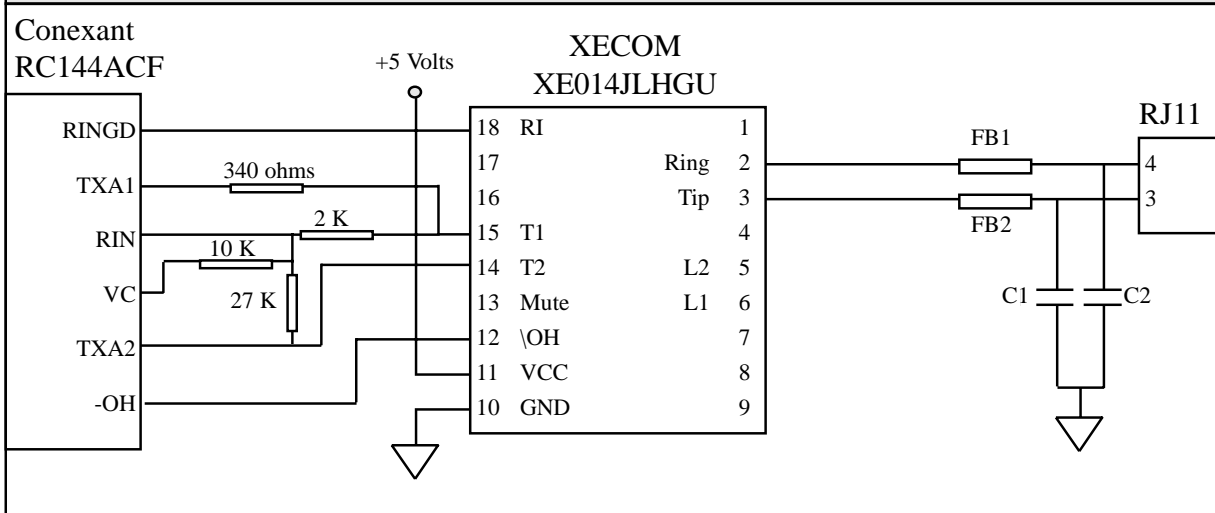 Conexant
RC144ACF
+5 Volts
XECOM
XE014JLHGU
RJ11
RINGD
TXA1
RIN
VC
TXA2
-OH
340 ohms
2 K
10 K
27 K
18 RI
17
16
15 T1
14 T2
13 Mute
12 \OH
11 VCC
10 GND
1
Ring 2
Tip 3
4
L2 5
L1 6
7
8
9
FB1
FB2
4
3
C1
C2